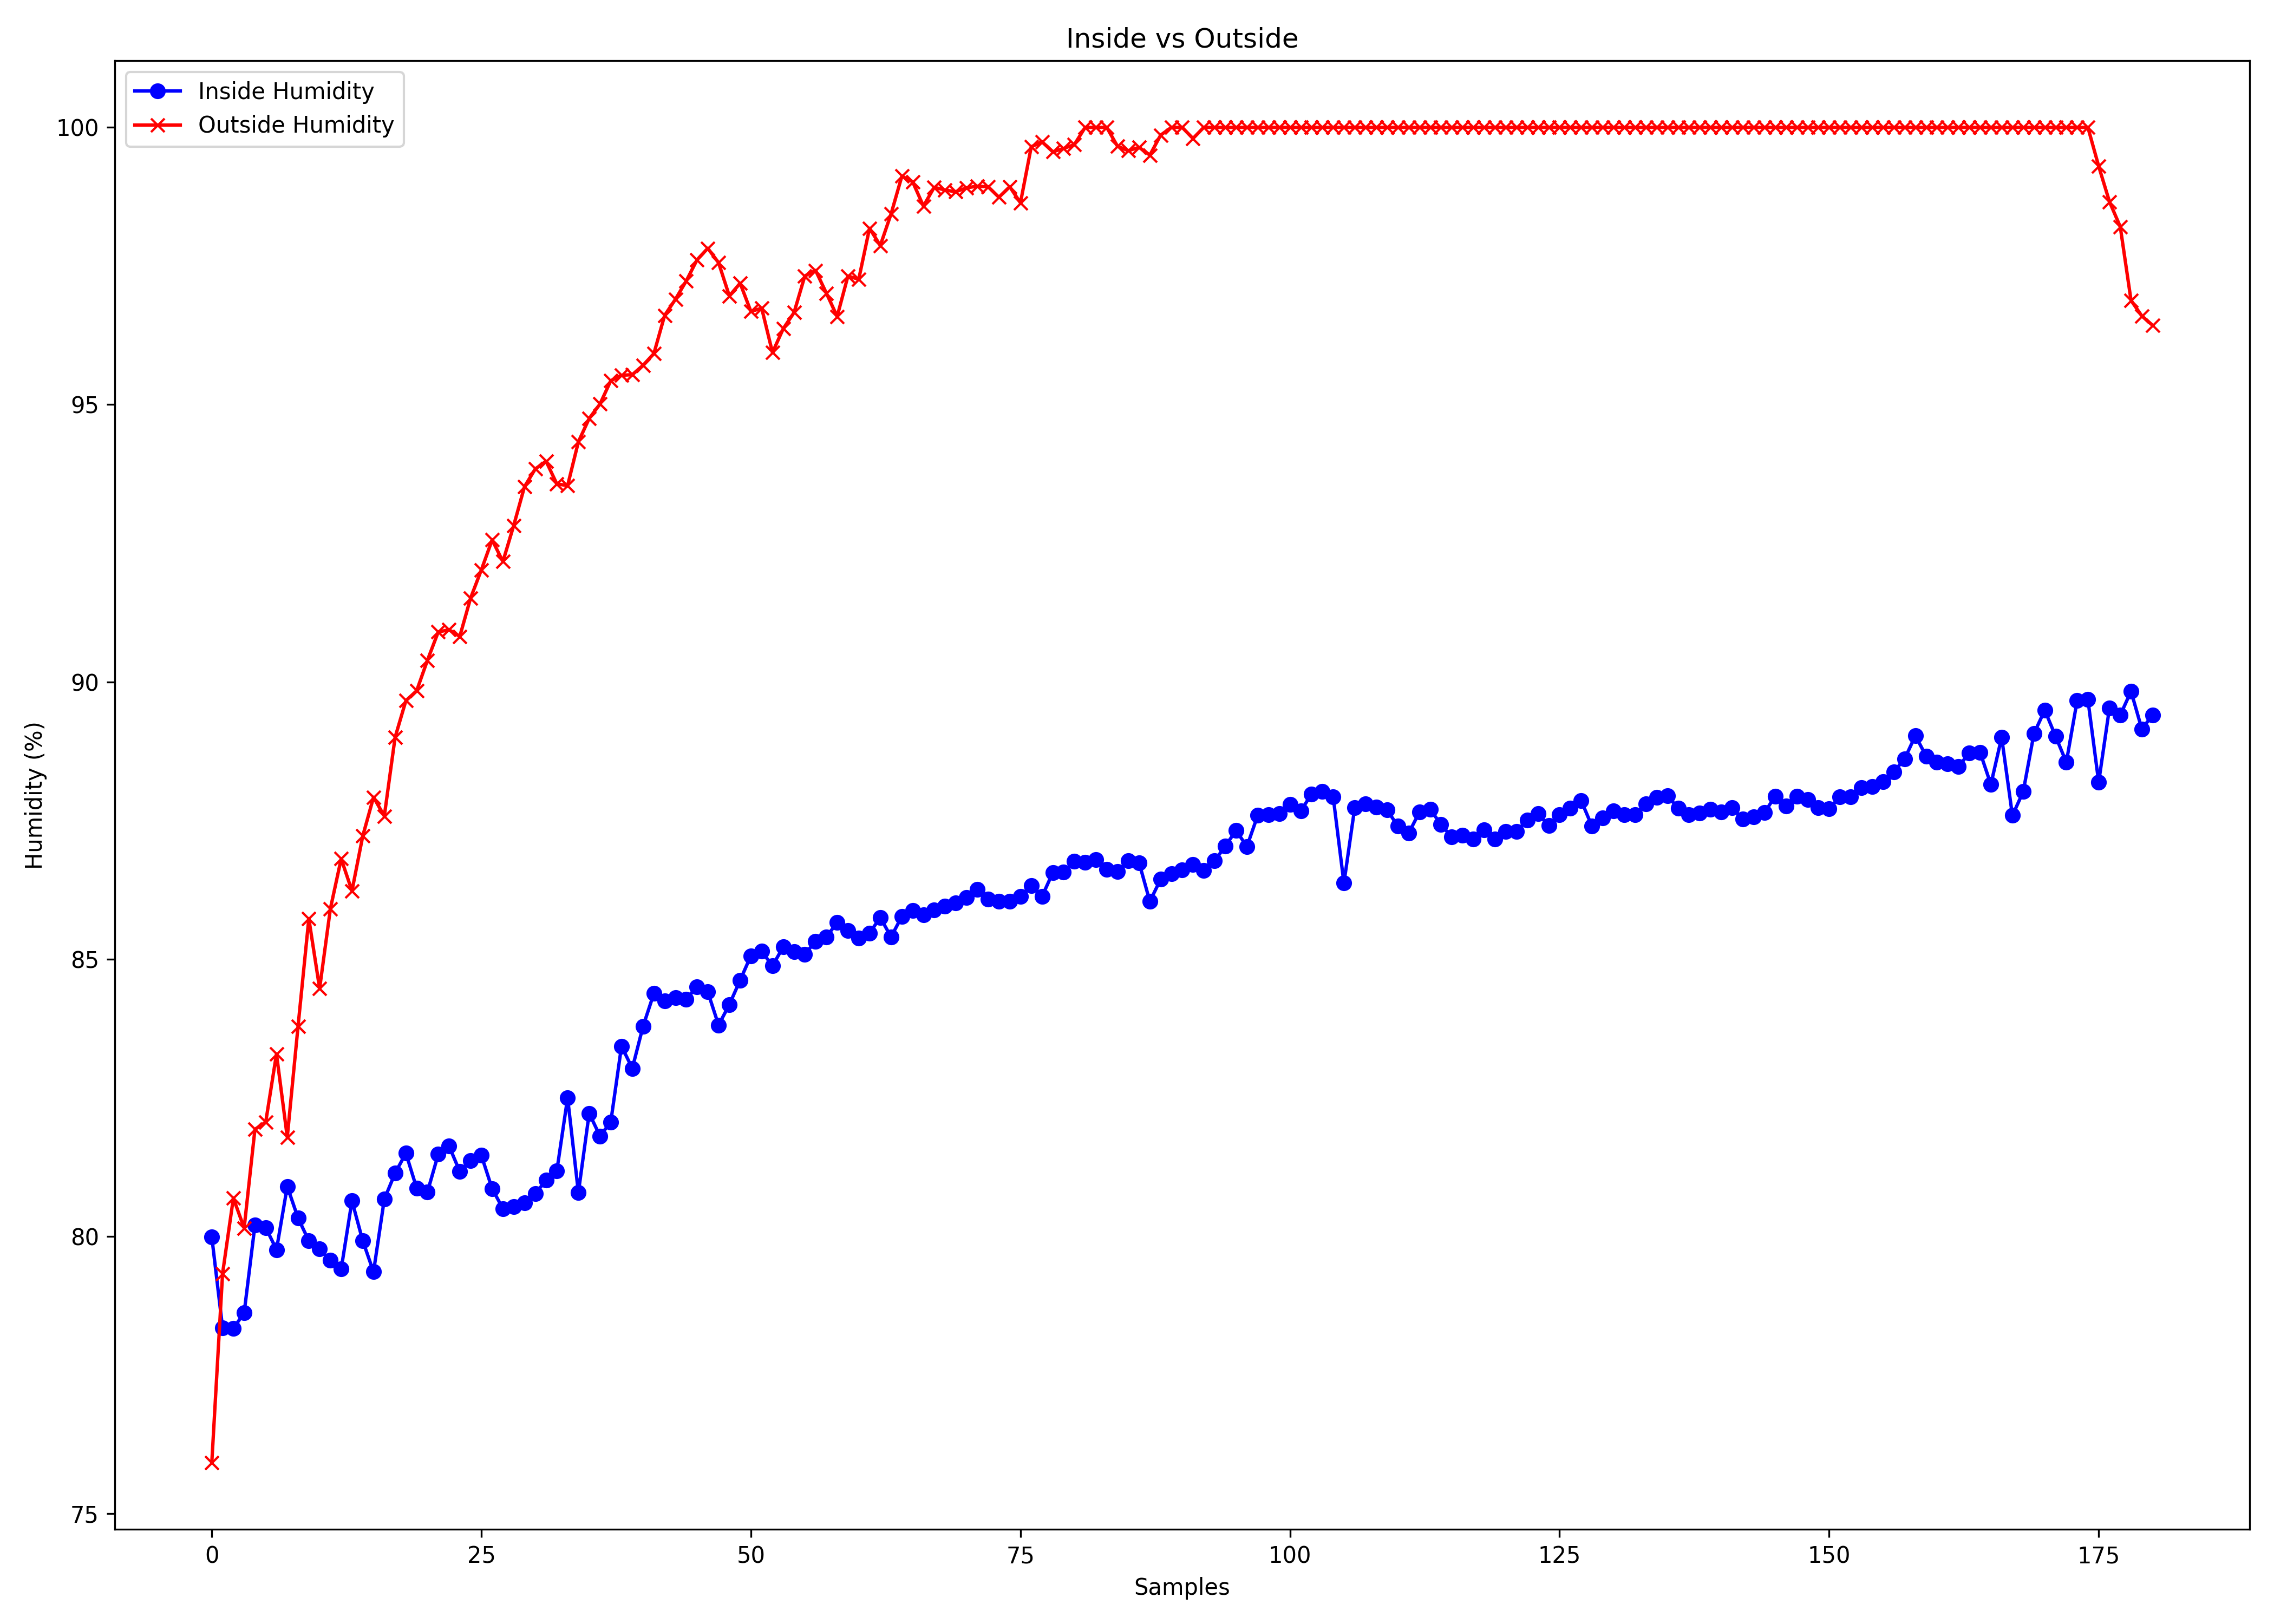 Inside vs Outside
Inside Humidity
Outside Humidity
100
95
90
85
80
75
Humidity (%)
0 25 50 75 100 125 150 175
Samples